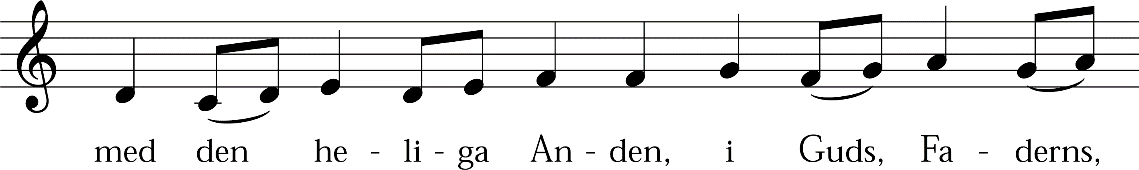 med den he - li - ga An - den, i Guds, Fa - derns,